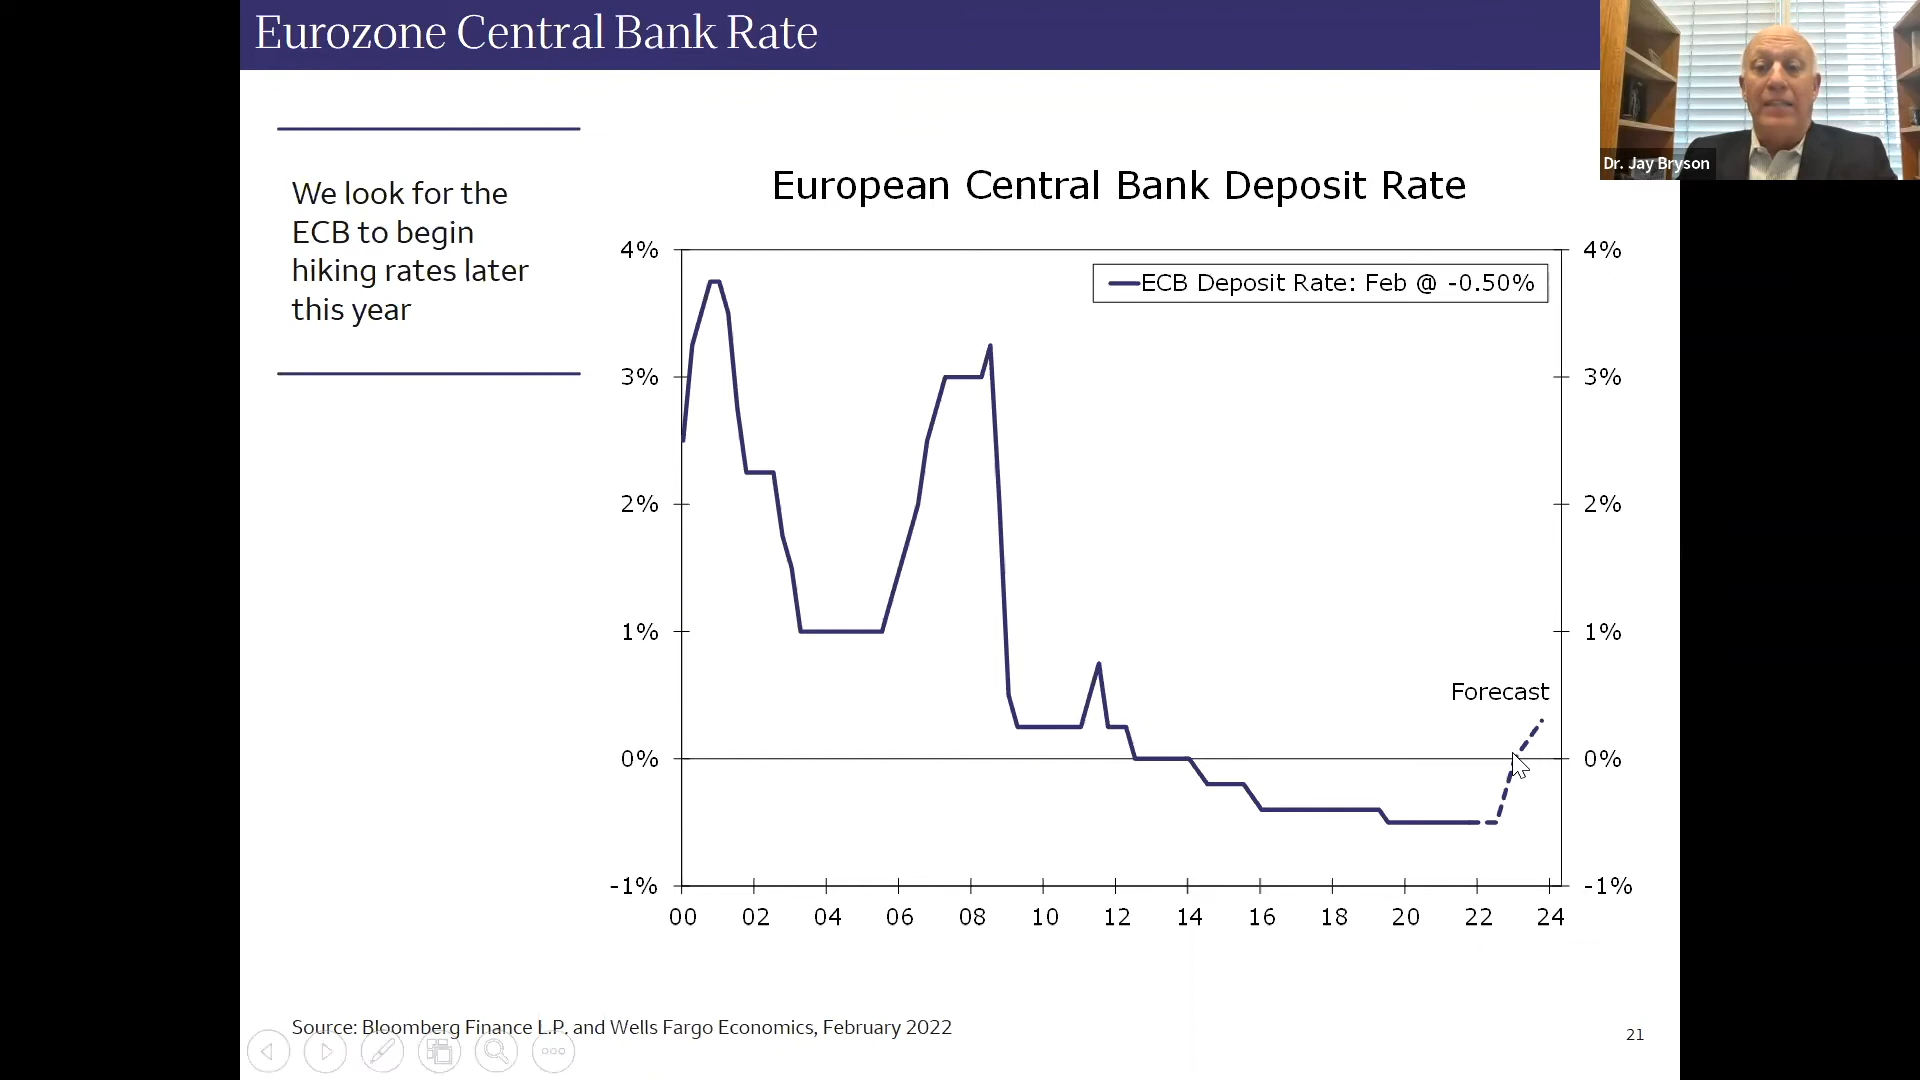 Eurozone Central Bank Rate
Dr. Jay Bryson
We look for the
ECB to begin
hiking rates later
this year
European Central Bank Deposit Rate
4%
4%
ECB Deposit Rate: Feb @ -0.50%
3%
3%
2%
2%
1%
1%
Forecast
0%
0%
-1%
-1%
00 02 04 06 08 10 12 14 16 18 20 22 24
Source: Bloomberg Finance L.P. and Wells Fargo Economics, February 2022
21